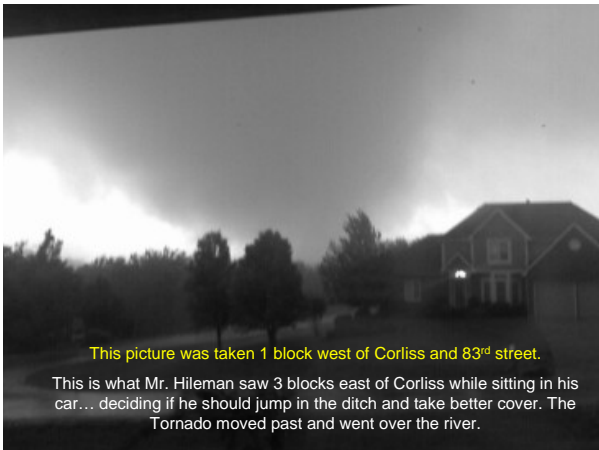 This picture was taken 1 block west of Corliss and 83rd street.
This is what Mr. Hileman saw 3 blocks east of Corliss while sitting in his
car… deciding if he should jump in the ditch and take better cover. The
Tornado moved past and went over the river.